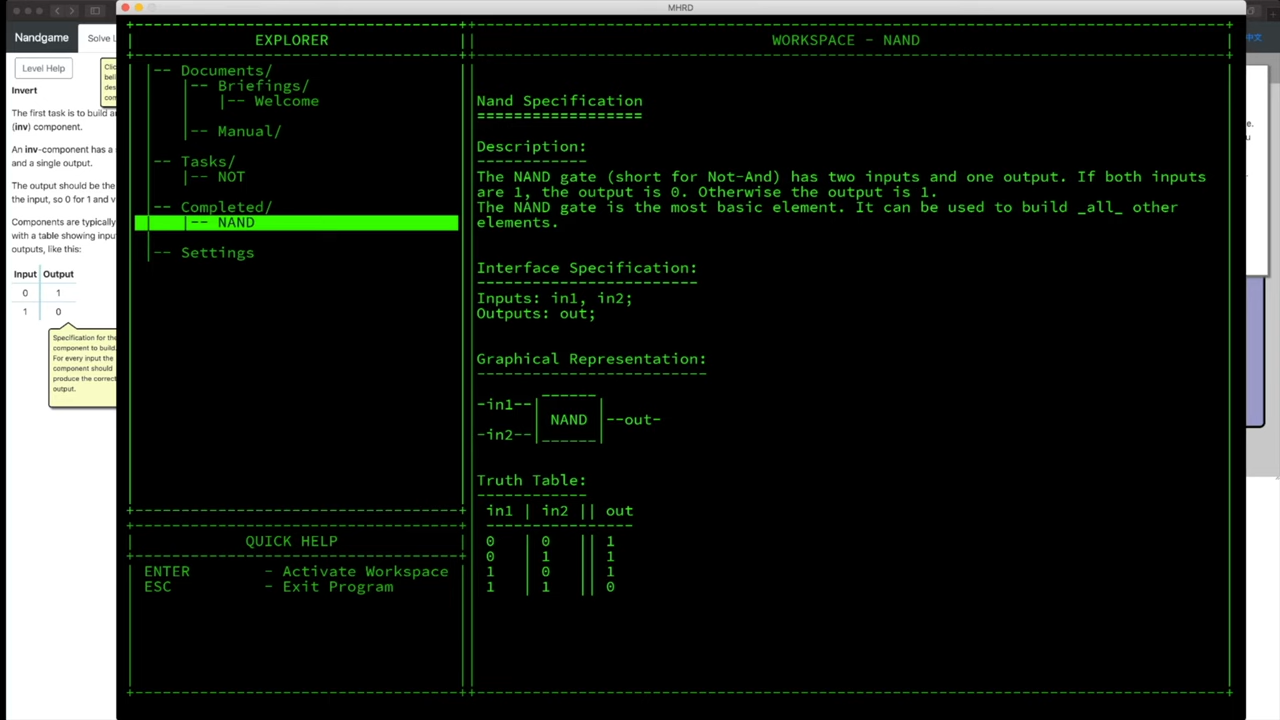 MHRD
Nandgame
Solve L
Level Help
Clic
beli
des
com
Invert
The first task is to build an
(inv) component.
An inv-component has a
and a single output.
The output should be the
the input, so 0 for 1 and v
Components are typically
with a table showing input
outputs, like this:
Input Output
0 1
1 0
Specification for the
component to build.
For every input the
component should
produce the correct
output.
EXPLORER
|-- Documents/
|-- Briefings/
|-- Welcome
|-- Manual/
|-- Tasks/
|-- NOT
|-- Completed/
|-- NAND
|-- Settings
QUICK HELP
ENTER - Activate Workspace
ESC - Exit Program
WORKSPACE - NAND
Nand Specification
==================
Description:
------------
The NAND gate (short for Not-And) has two inputs and one output. If both inputs
are 1, the output is 0. Otherwise the output is 1.
The NAND gate is the most basic element. It can be used to build _all_ other
elements.
Interface Specification:
------------------------
Inputs: in1, in2;
Outputs: out;
Graphical Representation:
-------------------------
-in1--
NAND
--out-
-in2--
Truth Table:
------------
in1 | in2 || out
----------------
0 | 0 || 1
0 | 1 || 1
1 | 0 || 1
1 | 1 || 0
中文